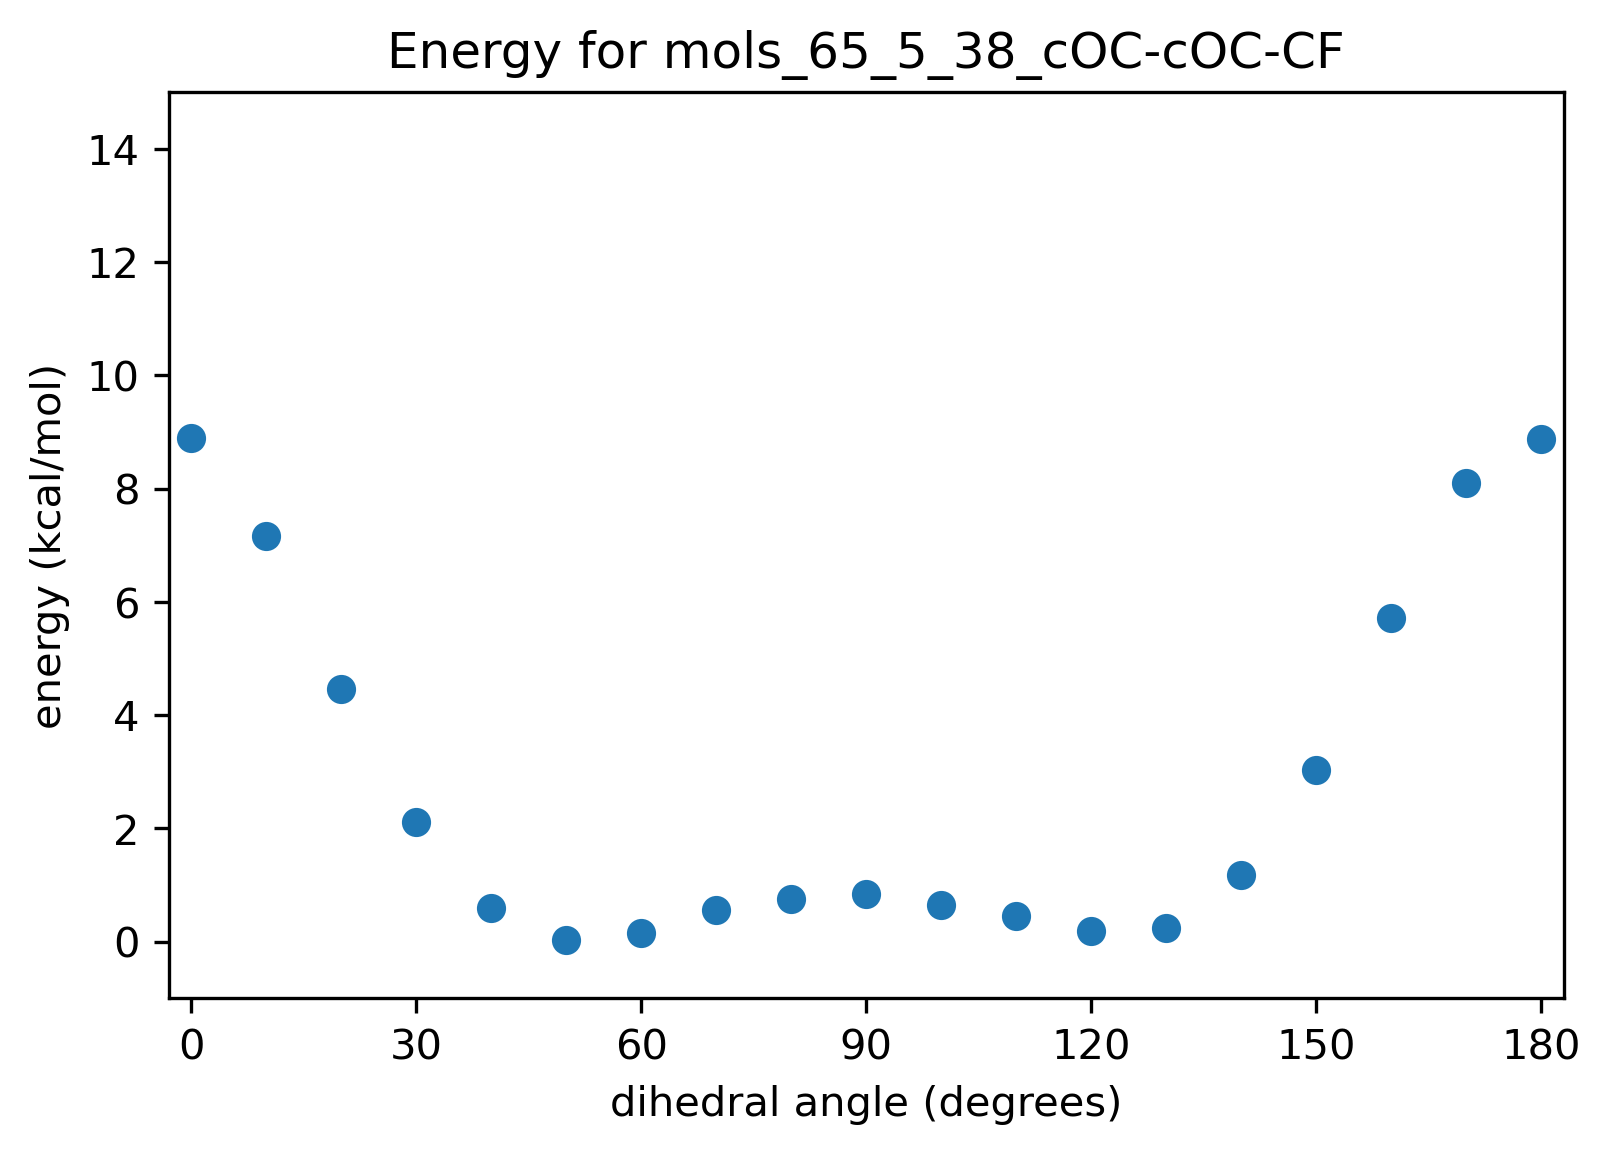 Energy for mols_65_5_38_cOC-cOC-CF
14
12
10
8
6
4
2
0
energy (kcal/mol)
0 30 60 90 120 150 180
dihedral angle (degrees)